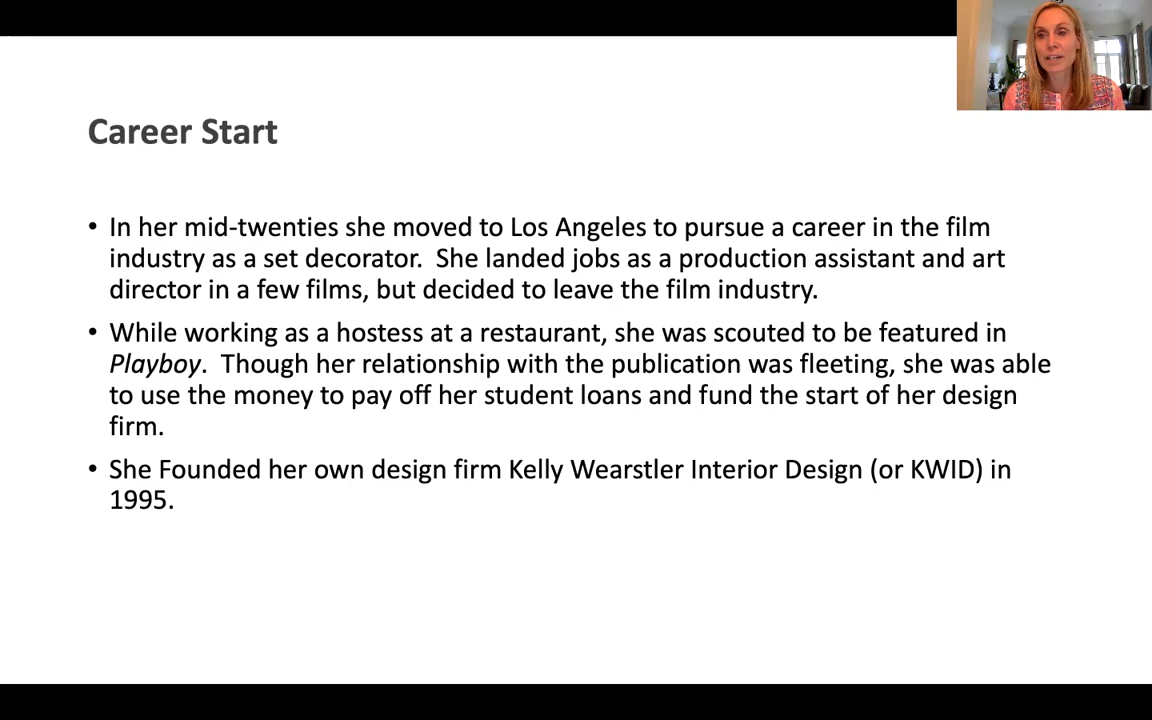 Career Start
• In her mid-twenties she moved to Los Angeles to pursue a career in the film
industry as a set decorator.  She landed jobs as a production assistant and art
director in a few films, but decided to leave the film industry.
• While working as a hostess at a restaurant, she was scouted to be featured in
Playboy.  Though her relationship with the publication was fleeting, she was able
to use the money to pay off her student loans and fund the start of her design
firm.
• She Founded her own design firm Kelly Wearstler Interior Design (or KWID) in
1995.